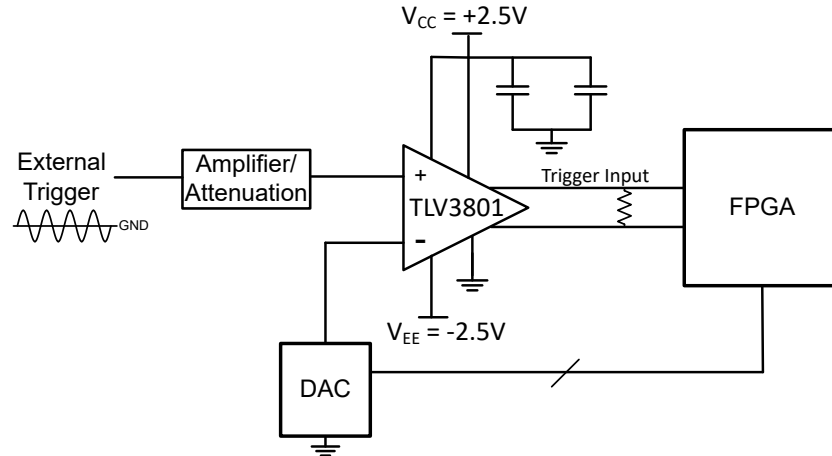 V_CC = +2.5V
External
Trigger
GND
Amplifier/
Attenuation
+
TLV3801
-
Trigger Input
FPGA
V_EE = -2.5V
DAC